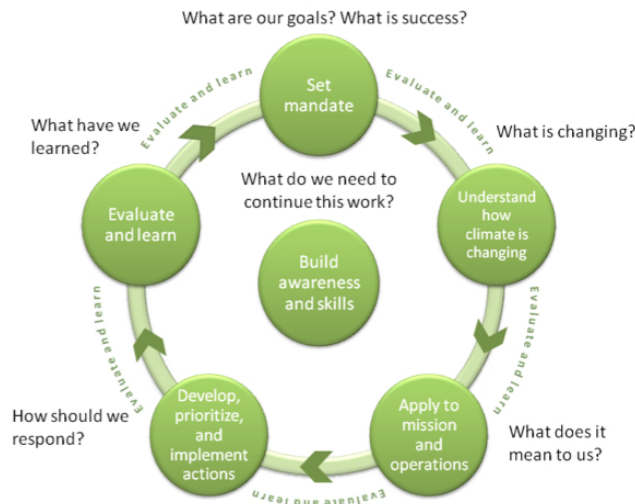 What are our goals? What is success?
Set
mandate
Evaluate and learn
What is changing?
Understand
how
climate is
changing
Evaluate and learn
What does it
mean to us?
Apply to
mission and
operations
Evaluate and learn
How should we
respond?
Develop,
prioritize,
and
implement
actions
Evaluate and learn
What have we
learned?
Evaluate
and learn
Evaluate and learn
What do we need to
continue this work?
Build
awareness
and skills